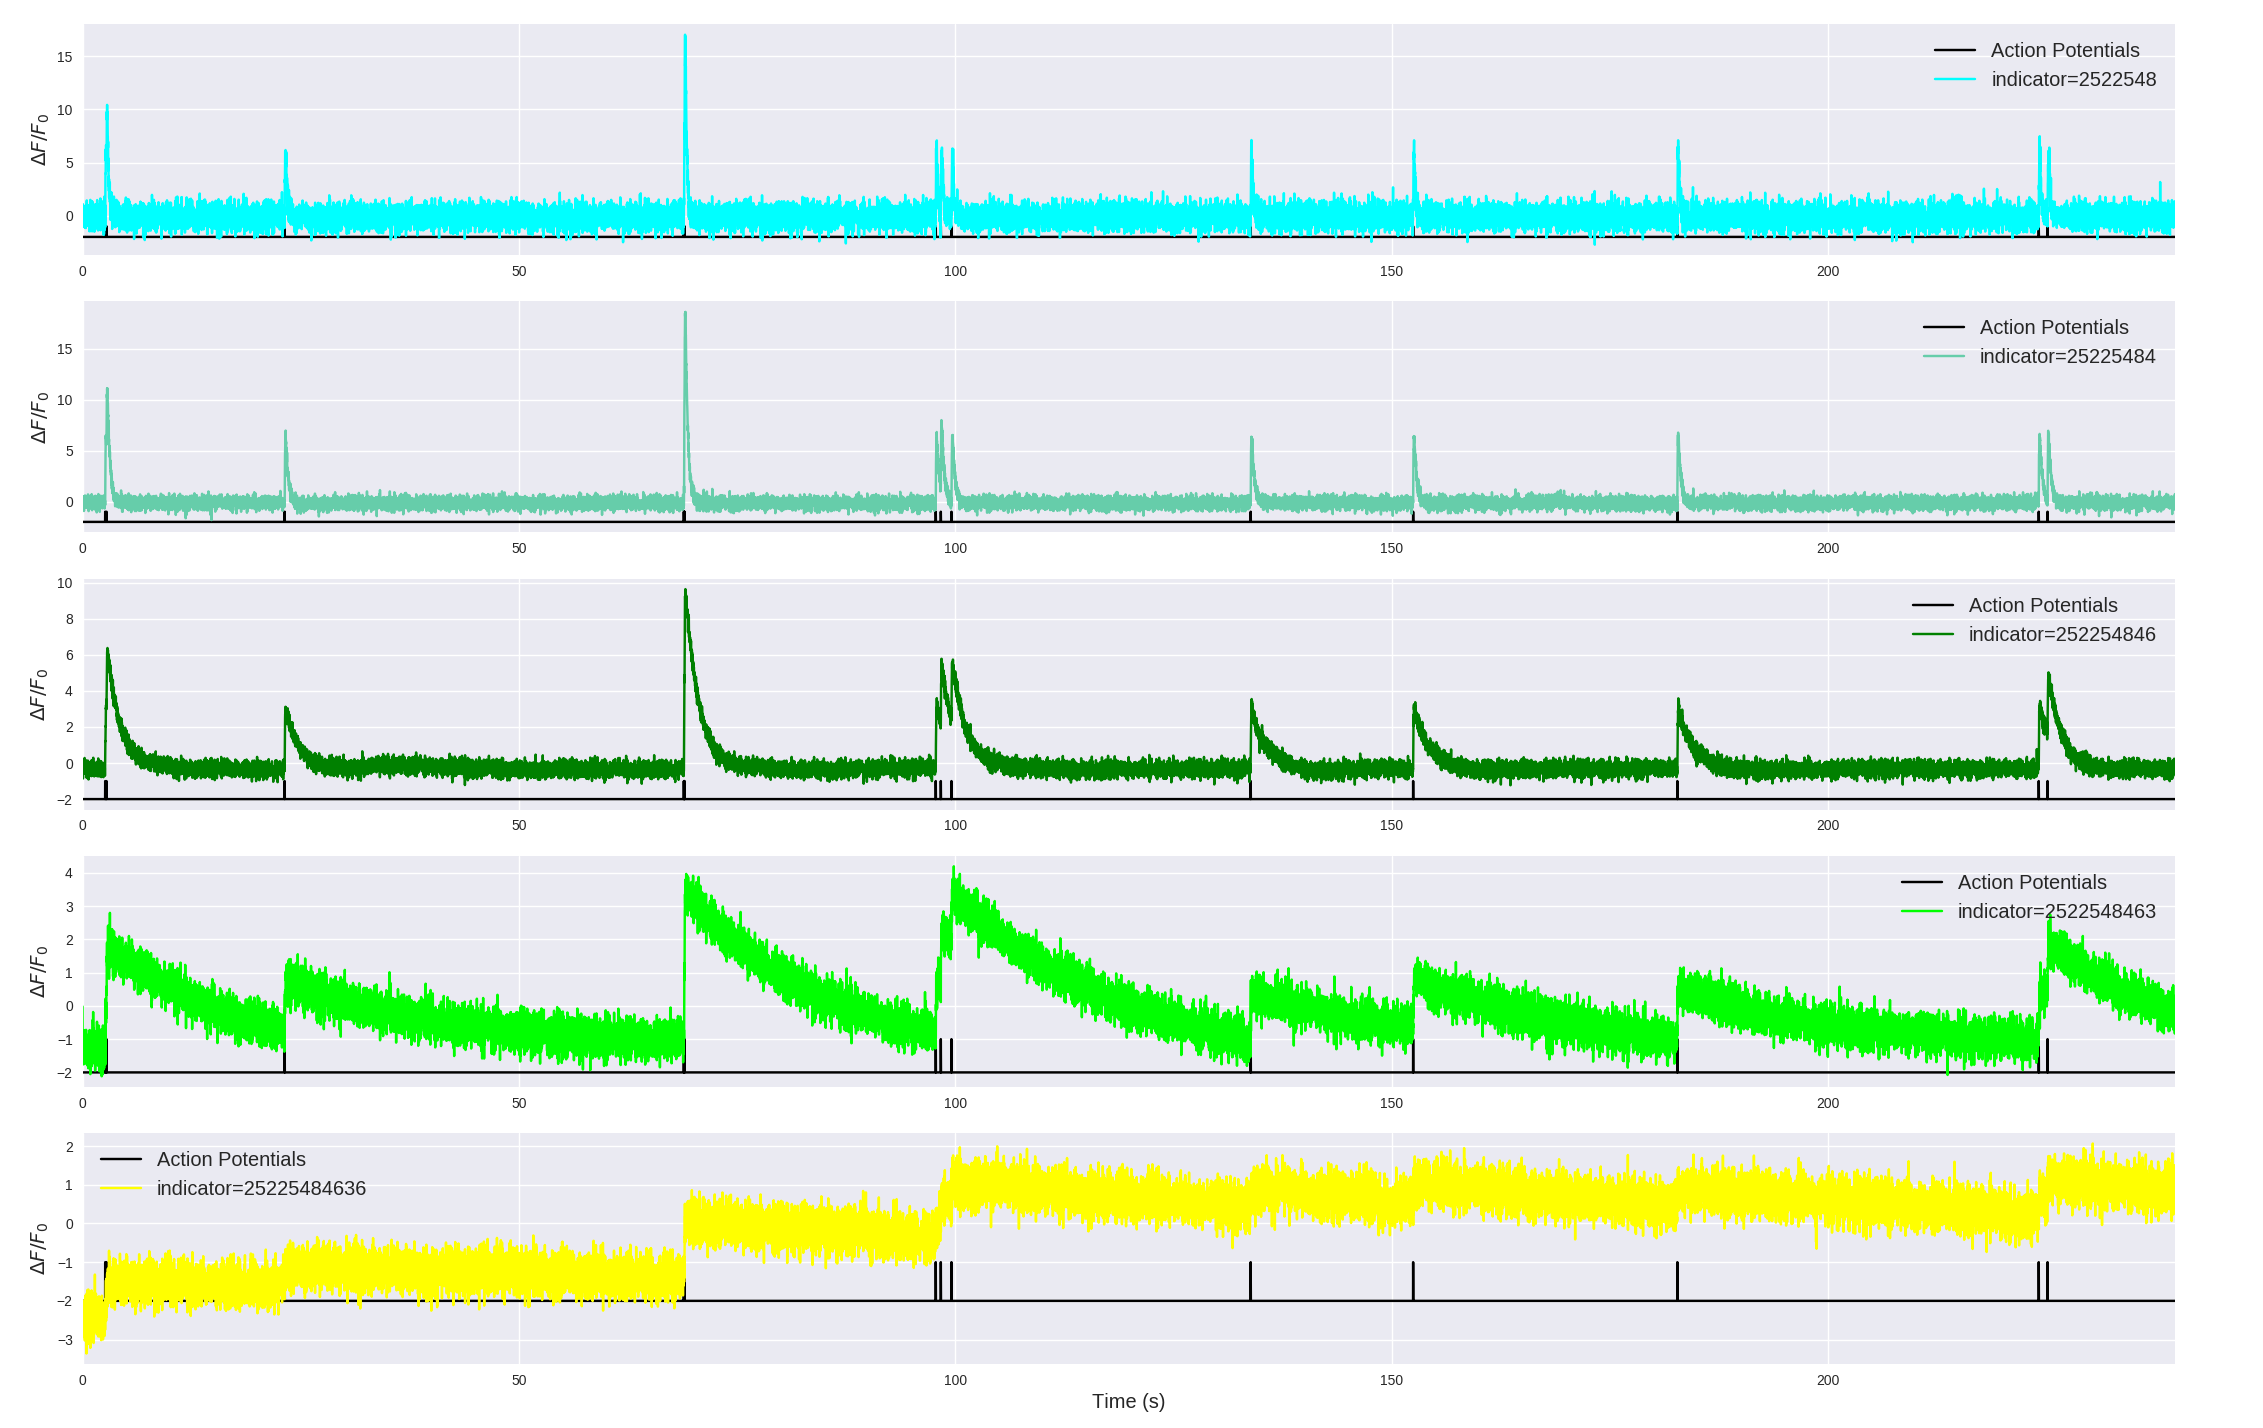 15
10
5
0
ΔF/F0
Action Potentials
indicator=2522548
0 50 100 150 200
15
10
5
0
ΔF/F0
Action Potentials
indicator=25225484
0 50 100 150 200
10
8
6
4
2
0
−2
ΔF/F0
Action Potentials
indicator=252254846
0 50 100 150 200
4
3
2
1
0
−1
−2
ΔF/F0
Action Potentials
indicator=2522548463
0 50 100 150 200
2
1
0
−1
−2
−3
ΔF/F0
Action Potentials
indicator=25225484636
0 50 100 150 200
Time (s)